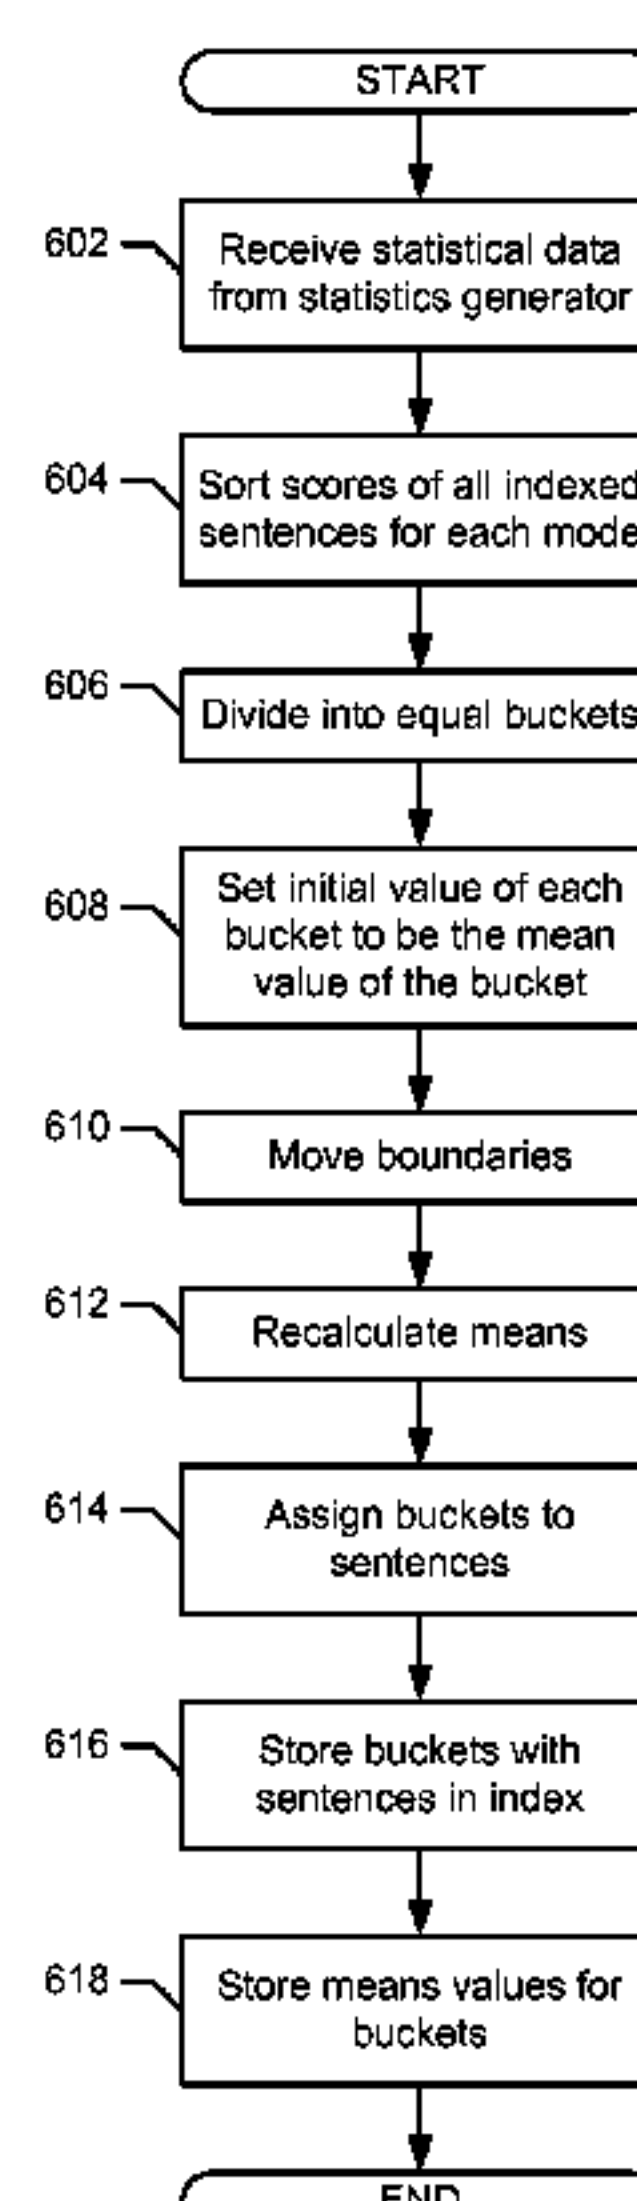 START
602
Receive statistical data
from statistics generator
604
Sort scores of all indexed
sentences for each mode
606
Divide into equal buckets
608
Set initial value of each
bucket to be the mean
value of the bucket
610
Move boundaries
612
Recalculate means
614
Assign buckets to
sentences
616
Store buckets with
sentences in index
618
Store means values for
buckets
END